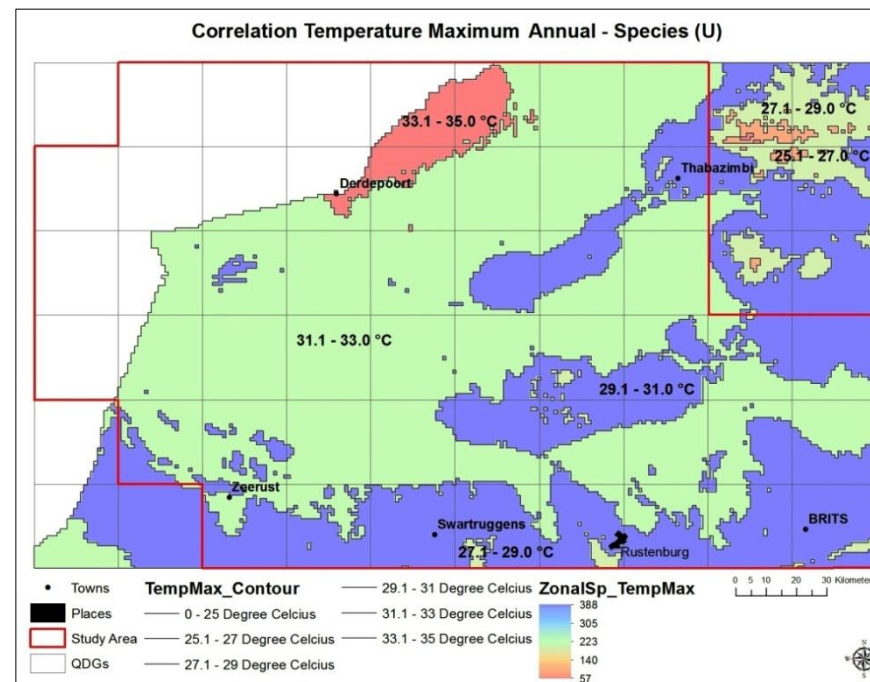 Correlation Temperature Maximum Annual - Species (U)
27.1 - 29.0 °C
33.1 - 35.0 °C
25.1 - 27.0 °C
Thabazimbi
Derdepoort
31.1 - 33.0 °C
29.1 - 31.0 °C
Zeerust
BRITS
Swartruggens
27.1 - 29.0 °C
Rustenburg
Towns
Places
Study Area
QDGs
TempMax_Contour
0 - 25 Degree Celcius
25.1 - 27 Degree Celcius
27.1 - 29 Degree Celcius
29.1 - 31 Degree Celcius
31.1 - 33 Degree Celcius
33.1 - 35 Degree Celcius
ZonalSp_TempMax
388
305
223
140
57
0 5 10 20 30 Kilometer